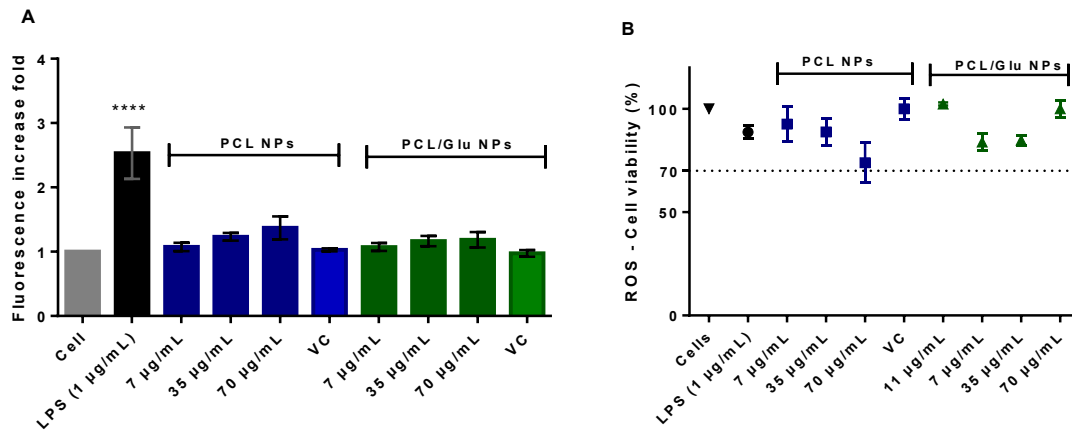 A
Fluorescence increase fold
4
3
2
1
0
****
PCL NPs
PCL/Glu NPs
Cell
LPS (1 µg/mL)
7 µg/mL
35 µg/mL
70 µg/mL
VC
7 µg/mL
35 µg/mL
70 µg/mL
VC
B
ROS - Cell viability (%)
100
70
50
0
PCL NPs
PCL/Glu NPs
Cells
LPS (1 µg/mL)
7 µg/mL
35 µg/mL
70 µg/mL
VC
11 µg/mL
7 µg/mL
35 µg/mL
70 µg/mL